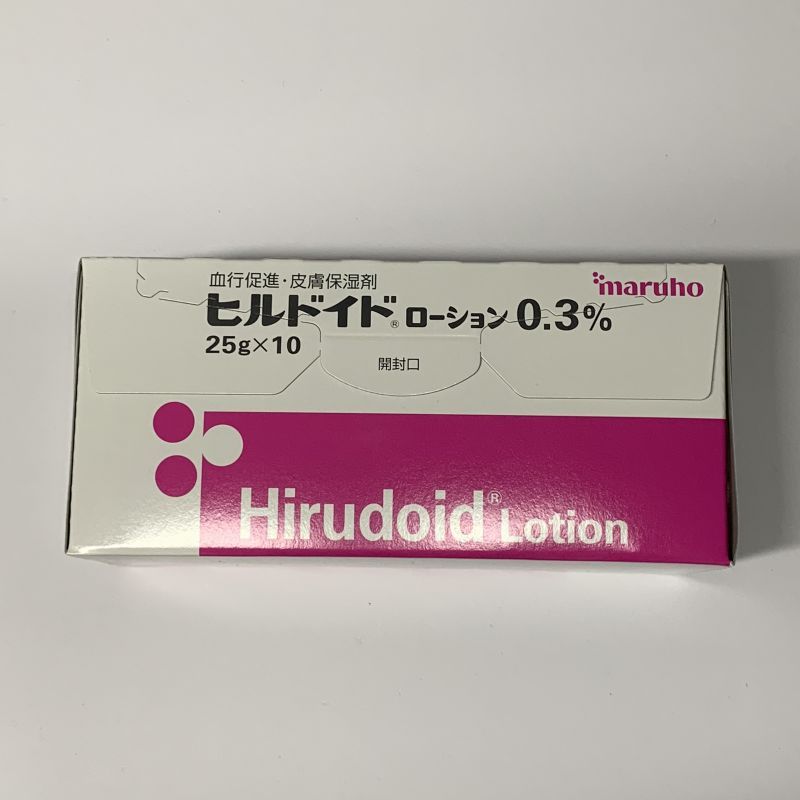 血行促進・皮膚保湿剤
maruho
ヒルドイド® ローション 0.3%
25g×10
開封口
Hirudoid® Lotion